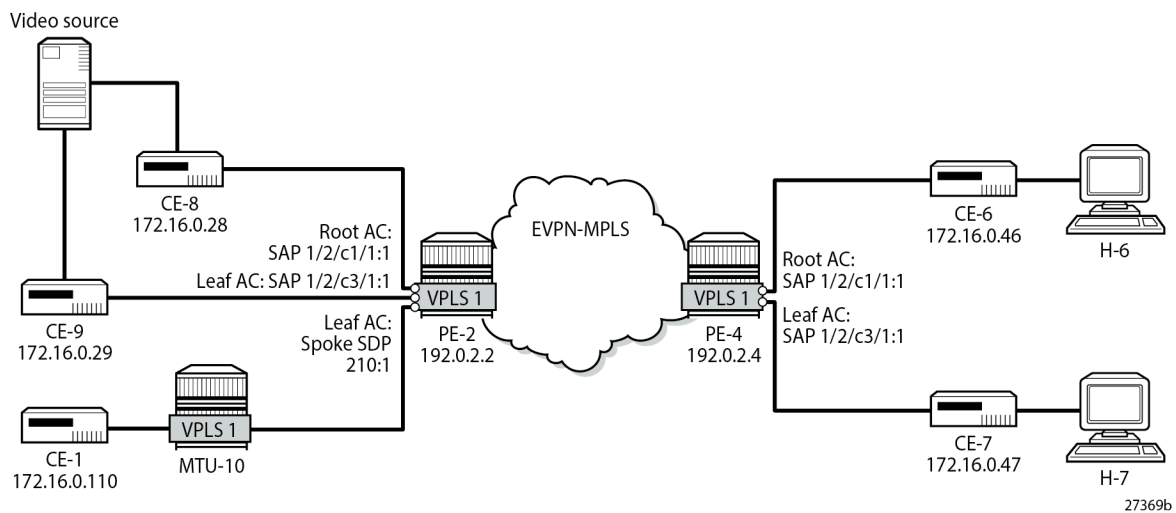 Video source
CE-8
172.16.0.28
Root AC:
SAP 1/2/c1/1:1
Leaf AC: SAP 1/2/c3/1:1
CE-9
172.16.0.29
Leaf AC:
Spoke SDP
210:1
VPLS 1
PE-2
192.0.2.2
CE-1
172.16.0.110
VPLS 1
MTU-10
EVPN-MPLS
VPLS 1
PE-4
192.0.2.4
Root AC:
SAP 1/2/c1/1:1
Leaf AC:
SAP 1/2/c3/1:1
CE-6
172.16.0.46
H-6
CE-7
172.16.0.47
H-7
27369b